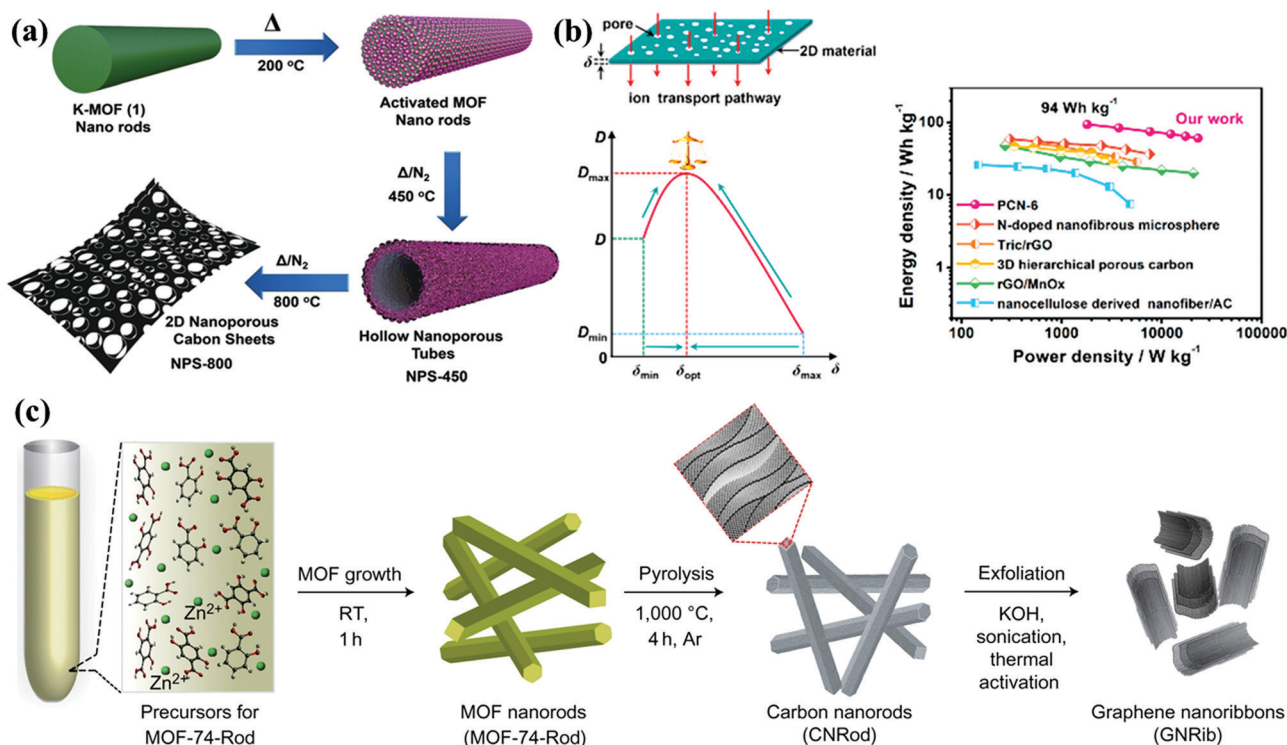 (a)
Δ
200 °C
K-MOF (1)
Nano rods
Activated MOF
Nano rods
Δ/N₂
450 °C
Δ/N₂
800 °C
2D Nanoporous
Cabon Sheets
NPS-800
Hollow Nanoporous
Tubes
NPS-450
(b)
pore
2D material
δ
ion transport pathway
D
Dmax
D
Dmin
0
δmin
δopt
δmax
δ
94 Wh kg⁻¹
Our work
Energy density / Wh kg⁻¹
100
10
1
PCN-6
N-doped nanofibrous microsphere
Tric/rGO
3D hierarchical porous carbon
rGO/MnOx
nanocellulose derived nanofiber/AC
100
1000
10000
100000
Power density / W kg⁻¹
(c)
Zn²⁺
Zn²⁺
Precursors for
MOF-74-Rod
MOF growth
RT,
1 h
MOF nanorods
(MOF-74-Rod)
Pyrolysis
1,000 °C,
4 h, Ar
Carbon nanorods
(CNRod)
Exfoliation
KOH,
sonication,
thermal
activation
Graphene nanoribbons
(GNRib)